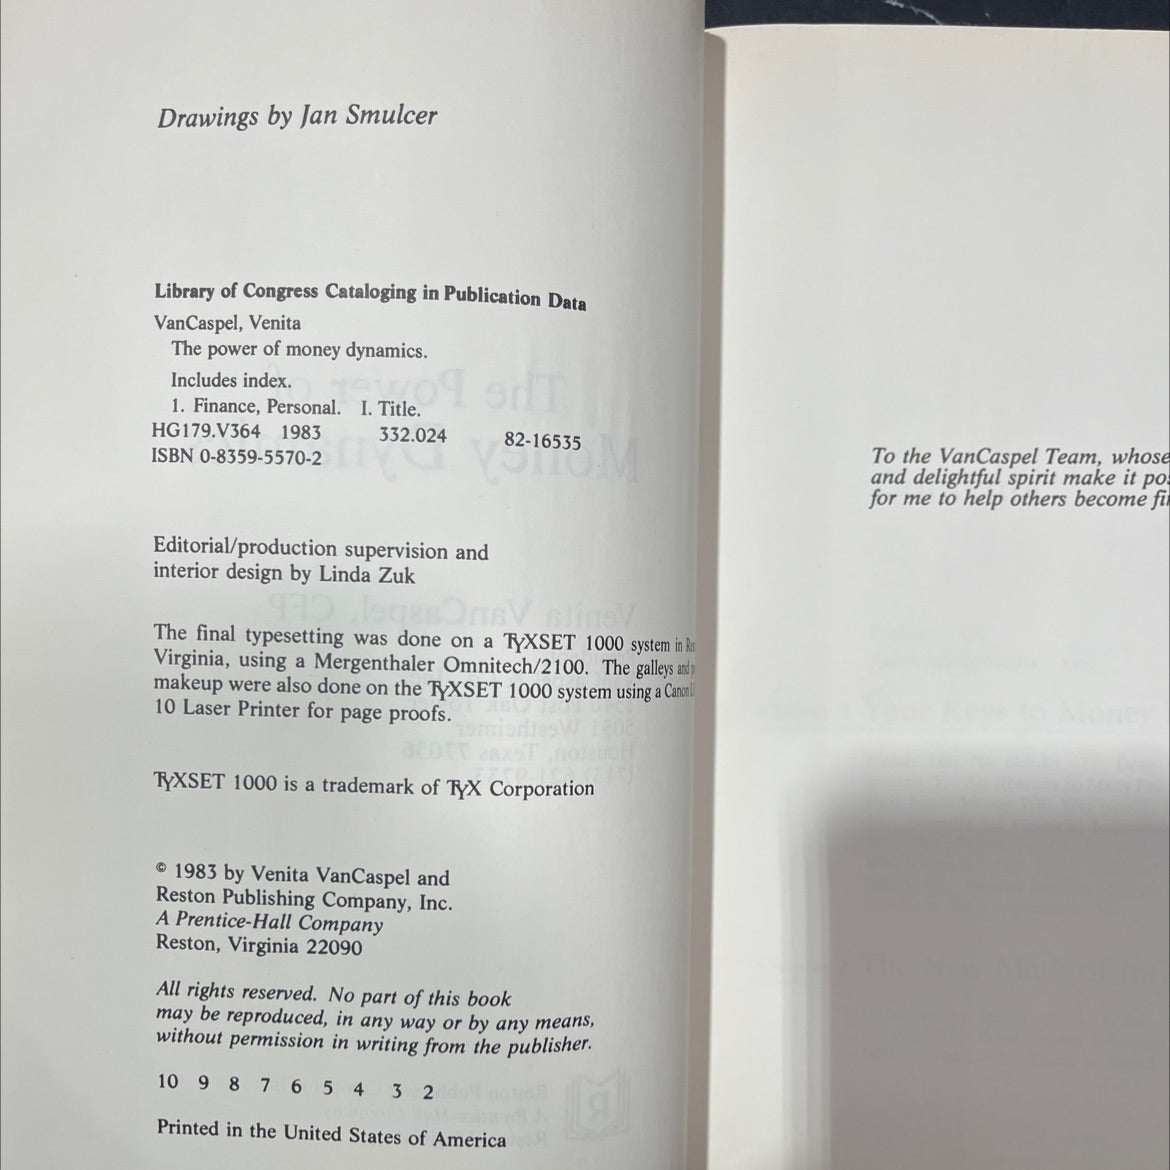 Drawings by Jan Smulcer
Library of Congress Cataloging in Publication Data
VanCaspel, Venita
The power of money dynamics.
Includes index.
1. Finance, Personal. I. Title.
HG179.V364 1983 332.024 82-16535
ISBN 0-8359-5570-2
Editorial/production supervision and
interior design by Linda Zuk
The final typesetting was done on a TYXSET 1000 system in
Virginia, using a Mergenthaler Omnitech/2100. The galleys and
makeup were also done on the TYXSET 1000 system using a Canon
10 Laser Printer for page proofs.
TYXSET 1000 is a trademark of TYX Corporation
© 1983 by Venita VanCaspel and
Reston Publishing Company, Inc.
A Prentice-Hall Company
Reston, Virginia 22090
All rights reserved. No part of this book
may be reproduced, in any way or by any means,
without permission in writing from the publisher.
10 9 8 7 6 5 4 3 2
Printed in the United States of America
To the VanCaspel Team, whose
and delightful spirit make it
for me to help others become